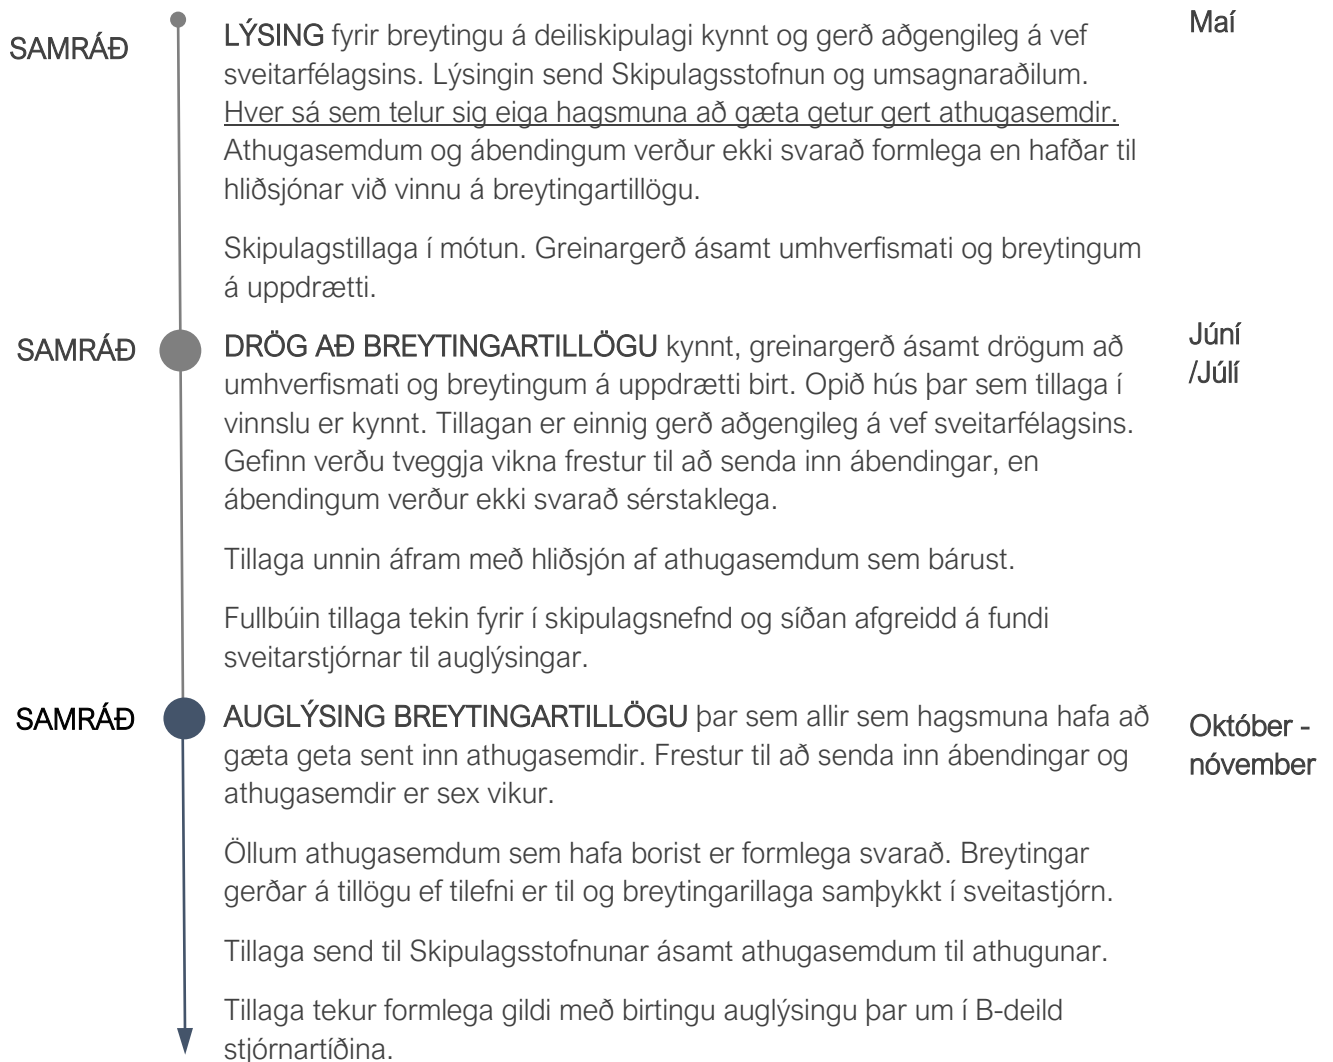 SAMRÁÐ
LÝSING fyrir breytingu á deiliskipulagi kynnt og gerð aðgengileg á vef
sveitarfélagsins. Lýsingin send Skipulagsstofnun og umsagnaraðilum.
Hver sá sem telur sig eiga hagsmuna að gæta getur gert athugasemdir.
Athugasemdum og ábendingum verður ekki svarað formlega en hafðar til
hliðsjónar við vinnu á breytingartillögu.
Maí
Skipulagstillaga í mótun. Greinargerð ásamt umhverfismati og breytingum
á uppdrætti.
SAMRÁÐ
DRÖG AÐ BREYTINGARTILLÖGU kynnt, greinargerð ásamt drögum að
umhverfismati og breytingum á uppdrætti birt. Opið hús þar sem tillaga í
vinnslu er kynnt. Tillagan er einnig gerð aðgengileg á vef sveitarfélagsins.
Gefinn verðu tveggja vikna frestur til að senda inn ábendingar, en
ábendingum verður ekki svarað sérstaklega.
Júní
/Júlí
Tillaga unnin áfram með hliðsjón af athugasemdum sem bárust.
Fullbúin tillaga tekin fyrir í skipulagsnefnd og síðan afgreidd á fundi
sveitarstjórnar til auglýsingar.
SAMRÁÐ
AUGLÝSING BREYTINGARTILLÖGU þar sem allir sem hagsmuna hafa að
gæta geta sent inn athugasemdir. Frestur til að senda inn ábendingar og
athugasemdir er sex vikur.
Október -
nóvember
Öllum athugasemdum sem hafa borist er formlega svarað. Breytingar
gerðar á tillögu ef tilefni er til og breytingarillaga samþykkt í sveitastjórn.
Tillaga send til Skipulagsstofnunar ásamt athugasemdum til athugunar.
Tillaga tekur formlega gildi með birtingu auglýsingu þar um í B-deild
stjórnartíðina.